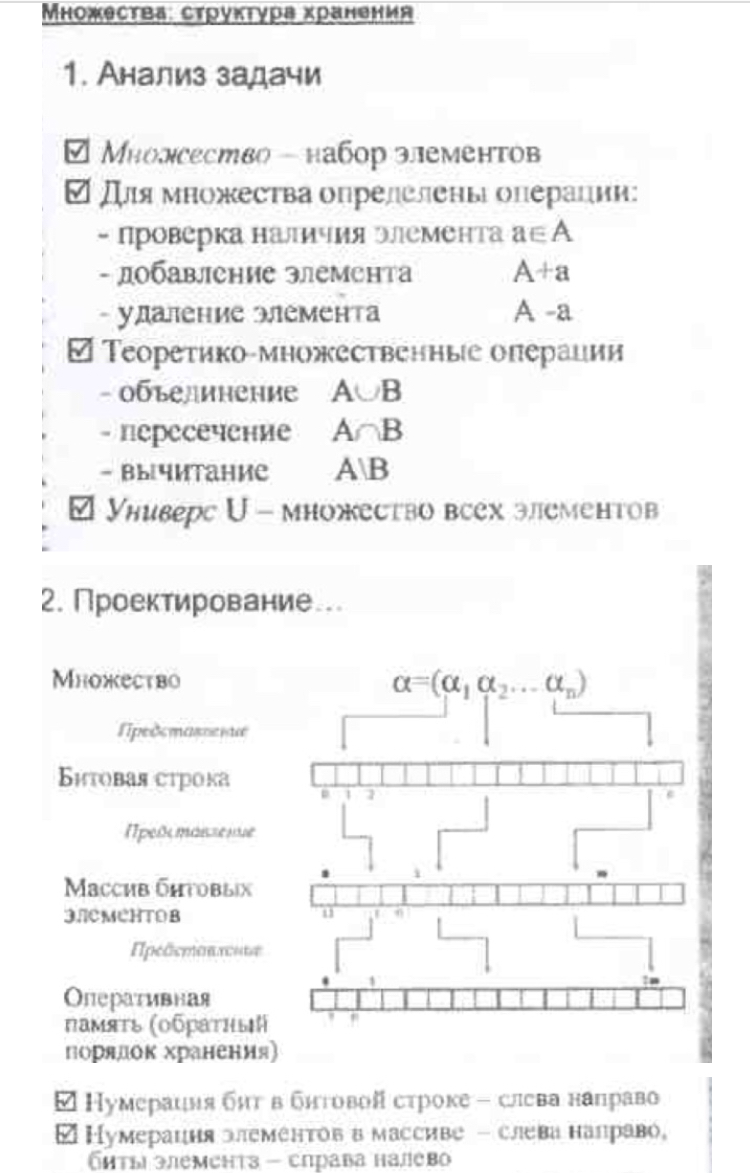 Множества: структура хранения
1. Анализ задачи
☑ Множество – набор элементов
☑ Для множества определены операции:
- проверка наличия элемента a∈A
- добавление элемента A+a
- удаление элемента A -a
☑ Теоретико-множественные операции
- объединение A∪B
- пересечение A∩B
- вычитание A\B
☑ Универс U – множество всех элементов
2. Проектирование...
Множество α=(α₁ α₂... αₙ)
Представление
Битовая строка
0 1 2 n
Представление
Массив битовых
элементов
Представление
Оперативная
память (обратный
порядок хранения)
☑ Нумерация бит в битовой строке – слева направо
☑ Нумерация элементов в массиве – слева направо,
биты элемента – справа налево